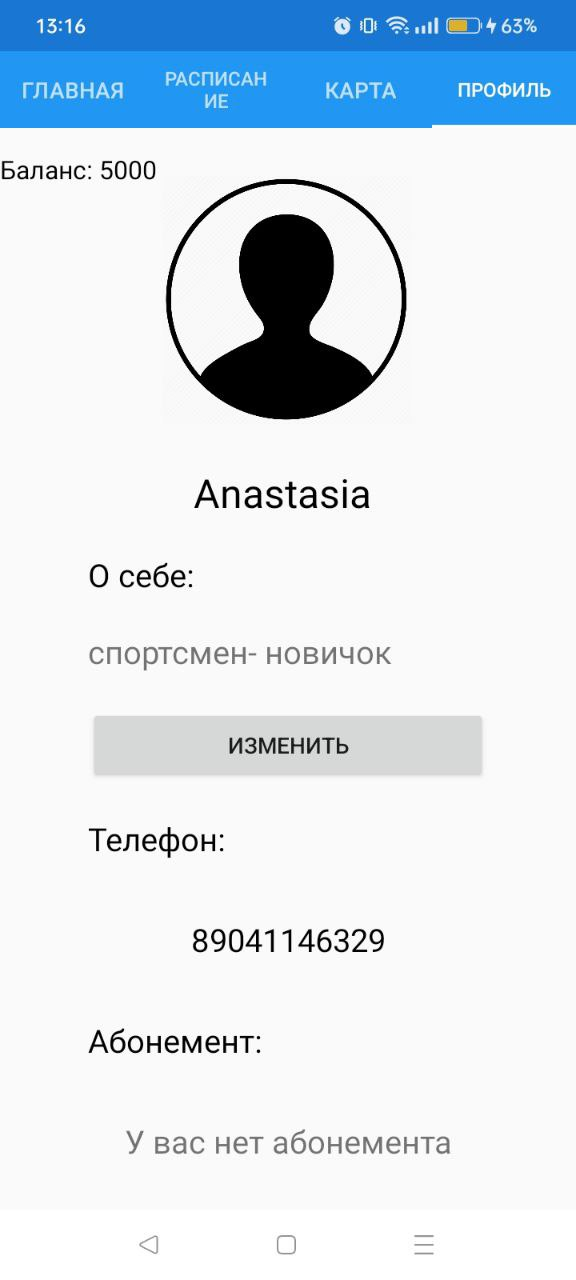 13:16
63%
ГЛАВНАЯ
РАСПИСАН
ИЕ
КАРТА
ПРОФИЛЬ
Баланс: 5000
Anastasia
О себе:
спортсмен- новичок
ИЗМЕНИТЬ
Телефон:
89041146329
Абонемент:
У вас нет абонемента